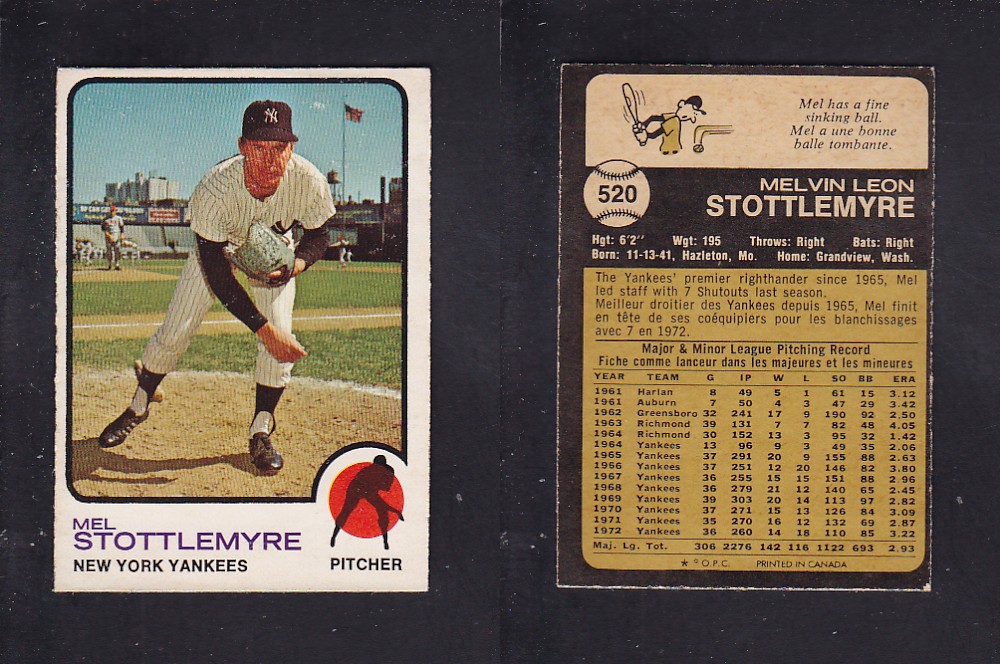 NY
MEL
STOTTLEMYRE
NEW YORK YANKEES
PITCHER
Mel has a fine
sinking ball.
Mel a une bonne
balle tombante.
520
MELVIN LEON
STOTTLEMYRE
Hgt: 6'2" Wgt: 195 Throws: Right Bats: Right
Born: 11-13-41, Hazleton, Mo. Home: Grandview, Wash.
The Yankees' premier righthander since 1965, Mel
led staff with 7 Shutouts last season.
Meilleur droitier des Yankees depuis 1965, Mel finit
en tête de ses coéquipiers pour les blanchissages
avec 7 en 1972.
Major & Minor League Pitching Record
Fiche comme lanceur dans les majeures et les mineures
YEAR TEAM G IP W L SO BB ERA
1961 Harlan 8 49 5 1 61 15 3.12
1961 Auburn 7 50 4 3 47 29 3.42
1962 Greensboro 32 241 17 9 190 92 2.50
1963 Richmond 39 131 7 7 82 48 4.05
1964 Richmond 30 152 13 3 95 32 1.42
1964 Yankees 13 96 9 3 49 35 2.06
1965 Yankees 37 291 20 9 155 88 2.63
1966 Yankees 37 251 12 20 146 82 3.80
1967 Yankees 36 255 15 15 151 88 2.96
1968 Yankees 36 279 21 12 140 65 2.45
1969 Yankees 39 303 20 14 113 97 2.82
1970 Yankees 37 271 15 13 126 84 3.09
1971 Yankees 35 270 16 12 132 69 2.87
1972 Yankees 36 260 14 18 110 85 3.22
Maj. Lg. Tot. 306 2276 142 116 1122 693 2.93
* © O.P.C. PRINTED IN CANADA